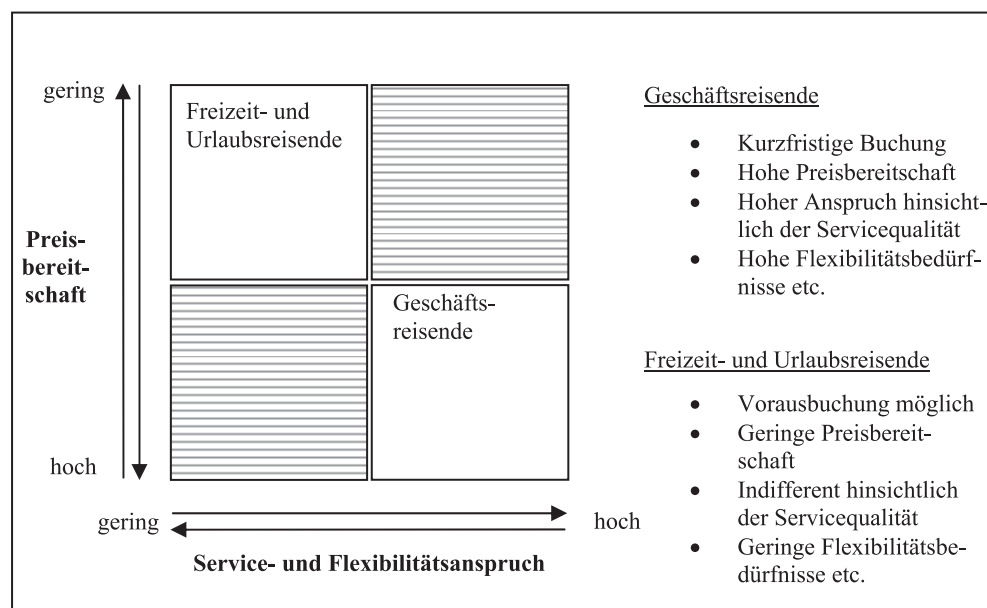 gering
Freizeit- und
Urlaubsreisende
Preis-
bereit-
schaft
Geschäfts-
reisende
hoch
gering
hoch
Service- und Flexibilitätsanspruch
Geschäftsreisende
• Kurzfristige Buchung
• Hohe Preisbereitschaft
• Hoher Anspruch hinsicht-
lich der Servicequalität
• Hohe Flexibilitätsbedürf-
nisse etc.
Freizeit- und Urlaubsreisende
• Vorausbuchung möglich
• Geringe Preisbereit-
schaft
• Indifferent hinsichtlich
der Servicequalität
• Geringe Flexibilitätsbe-
dürfnisse etc.